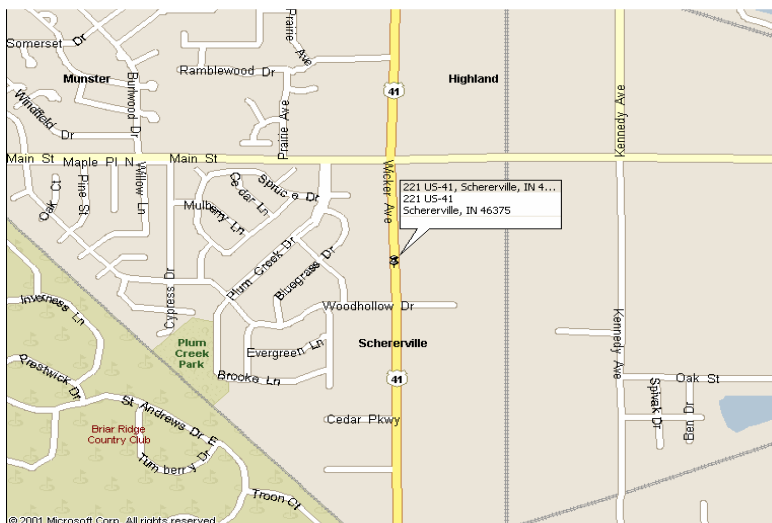 Somerset Dr
Prairie Ave
Munster
Ramblewood Dr
Highland
41
Burrwood Dr
Windfield Dr
Prairie Ave
Kennedy Ave
Main St
Maple Pl N
Main St
Wicker Ave
Oak Ct
Pine St
Willow Ln
Cedar Ln
Spruce Dr
Mulberry Ln
221 US-41, Schererville, IN 4...
221 US-41
Schererville, IN 46375
Cypress Dr
Plum Creek Dr
Bluegrass Dr
Inverness Ln
Woodhollow Dr
Kennedy Ave
Plum
Creek
Park
Evergreen Ln
Schererville
Prestwick Dr
Brooke Ln
41
Oak St
St Andrews Dr E
Spivak Dr
Ben Dr
Briar Ridge
Country Club
Cedar Pkwy
Turnberry Dr
Troon Ct
© 2001 Microsoft Corp. All rights reserved.